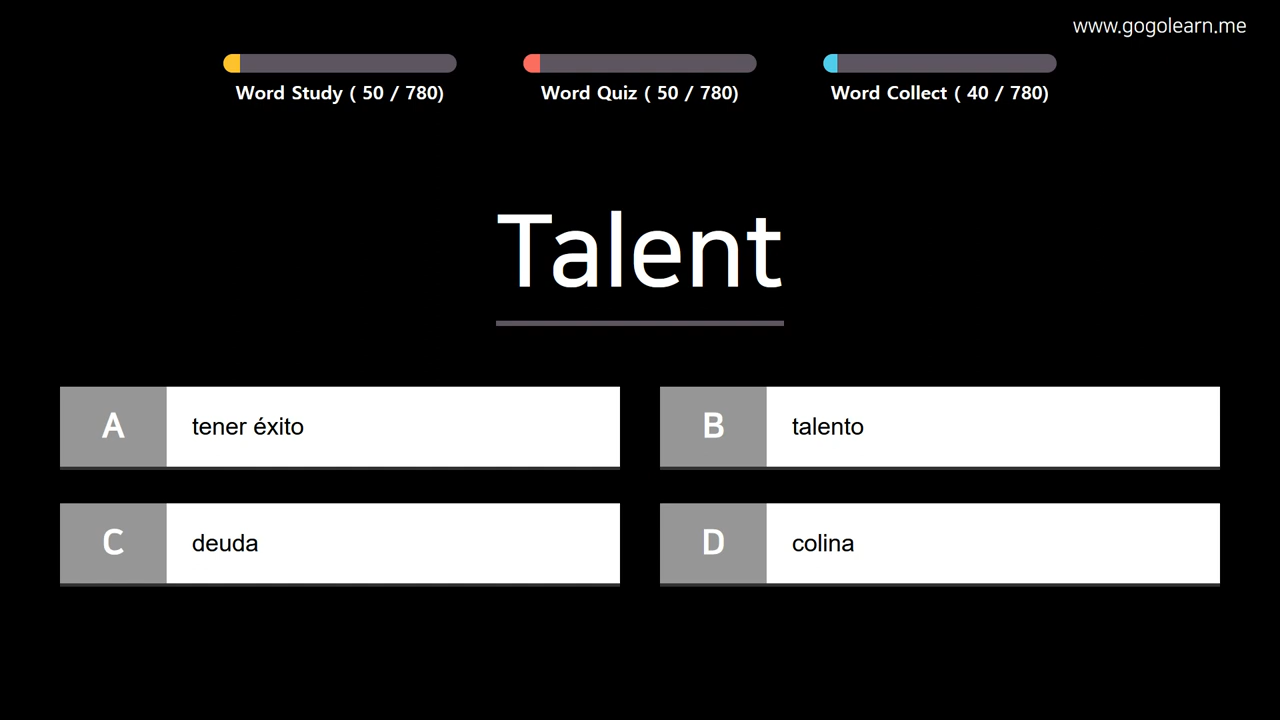 www.gogolearn.me
Word Study ( 50 / 780)
Word Quiz ( 50 / 780)
Word Collect ( 40 / 780)
Talent
A tener éxito
B talento
C deuda
D colina